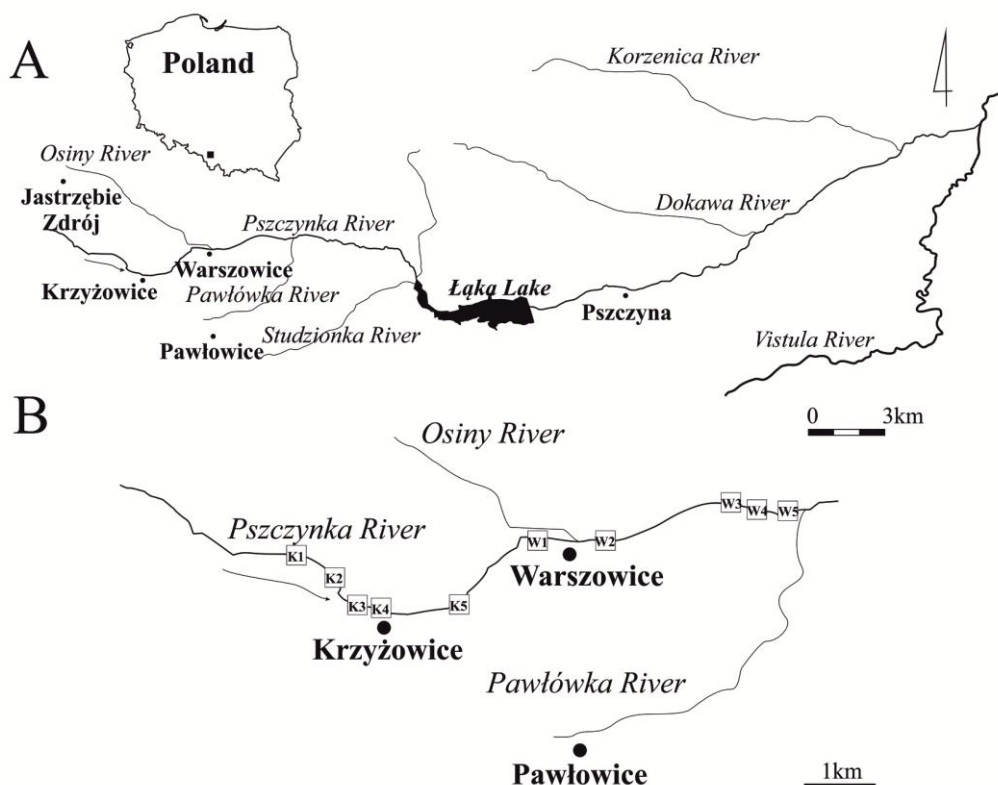 A
Poland
Korzenica River
Osiny River
Jastrzębie
Zdrój
Pszczynka River
Dokawa River
Warszowice
Krzyżowice
Pawłówka River
Łąka Lake
Pszczyna
Pawłowice
Studzionka River
Vistula River
0 3km
B
Osiny River
Pszczynka River
K1
K2
K3
K4
K5
W1
W2
W3
W4
W5
Warszowice
Krzyżowice
Pawłówka River
Pawłowice
1km